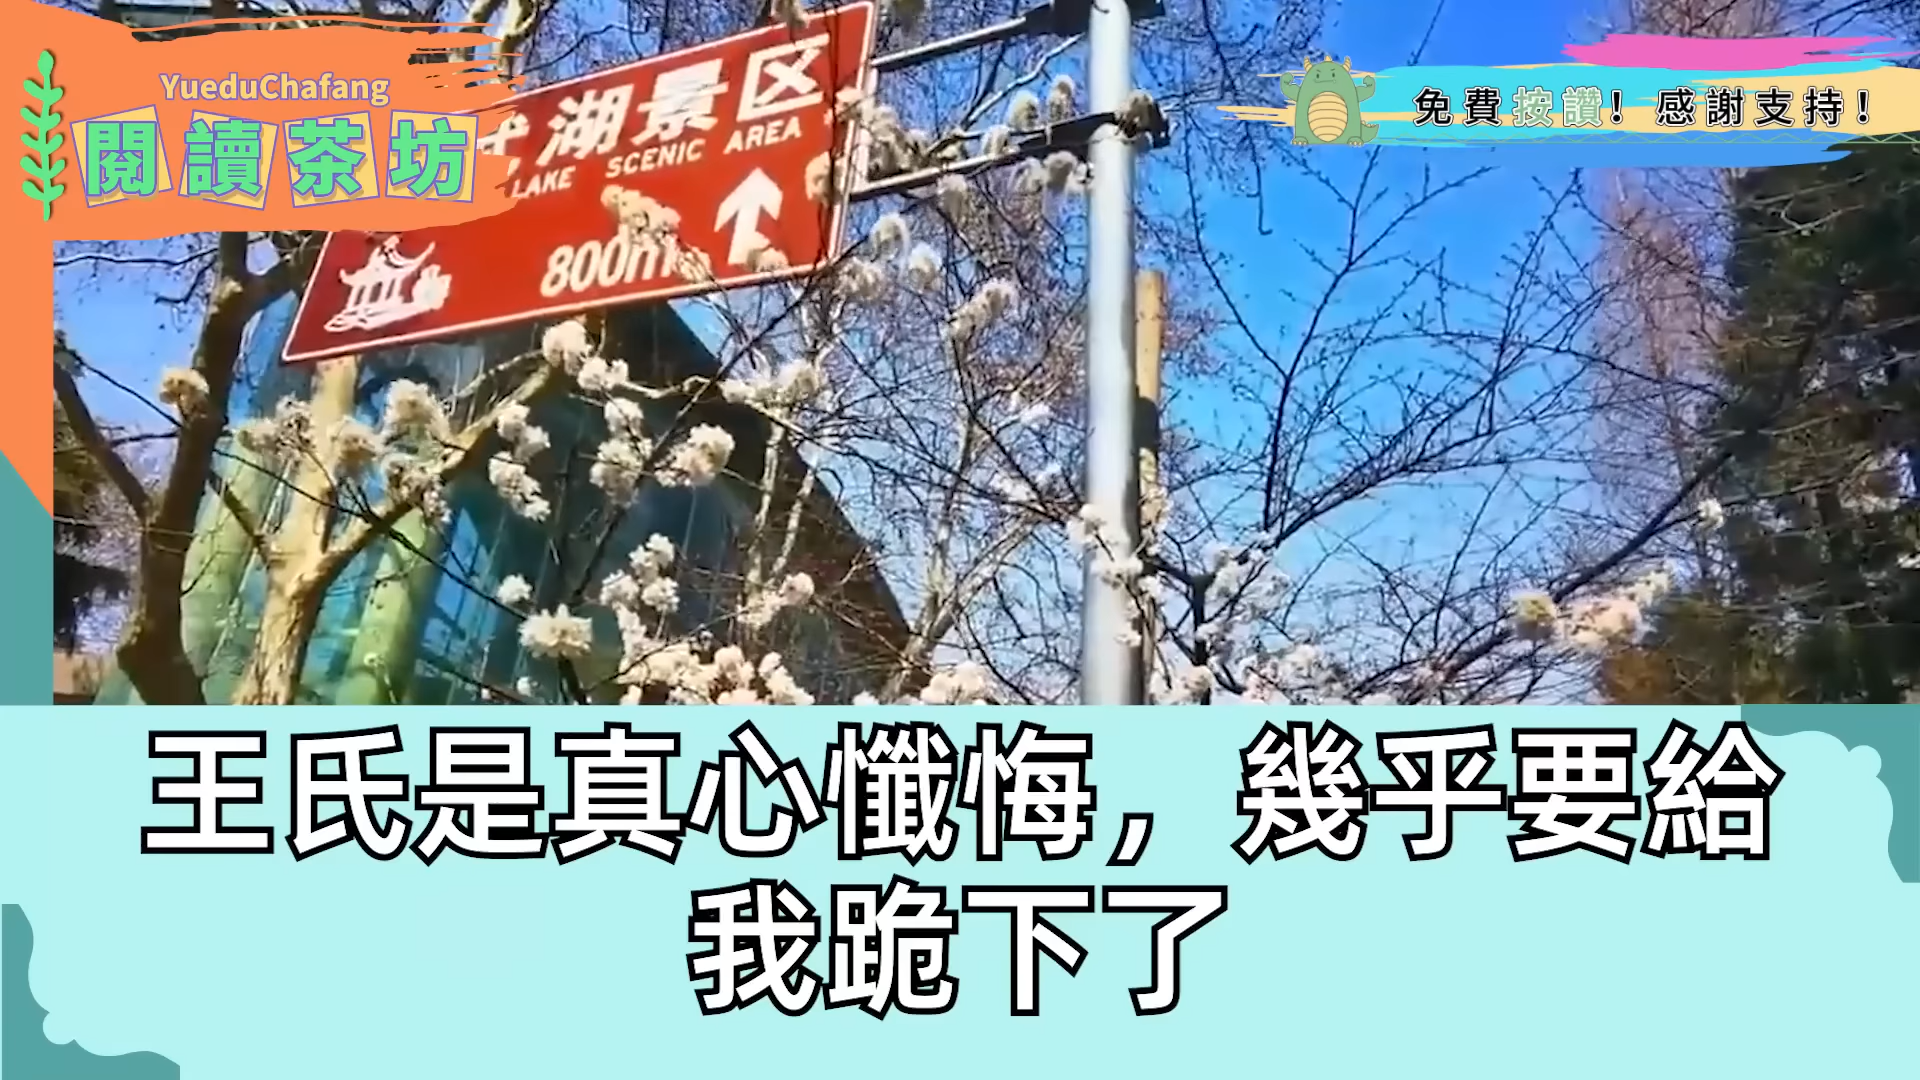 YueduChafang
閱讀茶坊
免費按讚！感謝支持！
湖景区
LAKE SCENIC AREA
800m
王氏是真心懺悔，幾乎要給
我跪下了